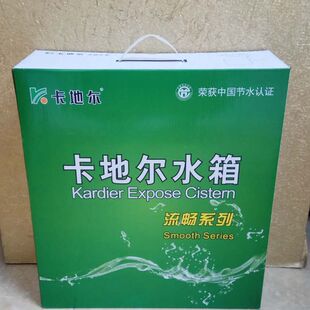 卡地尔
荣获中国节水认证
卡地尔水箱
Kardier Expose Cistern
流畅系列
Smooth Series